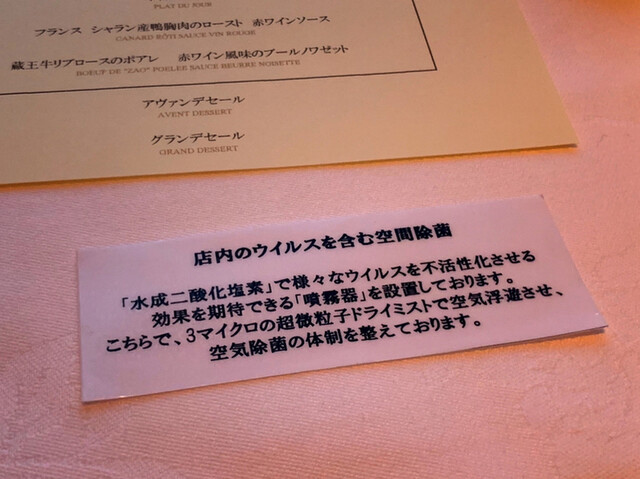 PLAT DU JOUR
フランス シャラン産鴨胸肉のロースト 赤ワインソース
CANARD RÔTI SAUCE VIN ROUGE
蔵王牛リブロースのポアレ 赤ワイン風味のブールノワゼット
BOEUF DE "ZAO" POELEE SAUCE BEURRE NOISETTE
アヴァンデセール
AVENT DESSERT
グランデセール
GRAND DESSERT
店内のウイルスを含む空間除菌
「水成二酸化塩素」で様々なウイルスを不活性化させる
効果を期待できる「噴霧器」を設置しております。
こちらで、3マイクロの超微粒子ドライミストで空気浮遊させ、
空気除菌の体制を整えております。